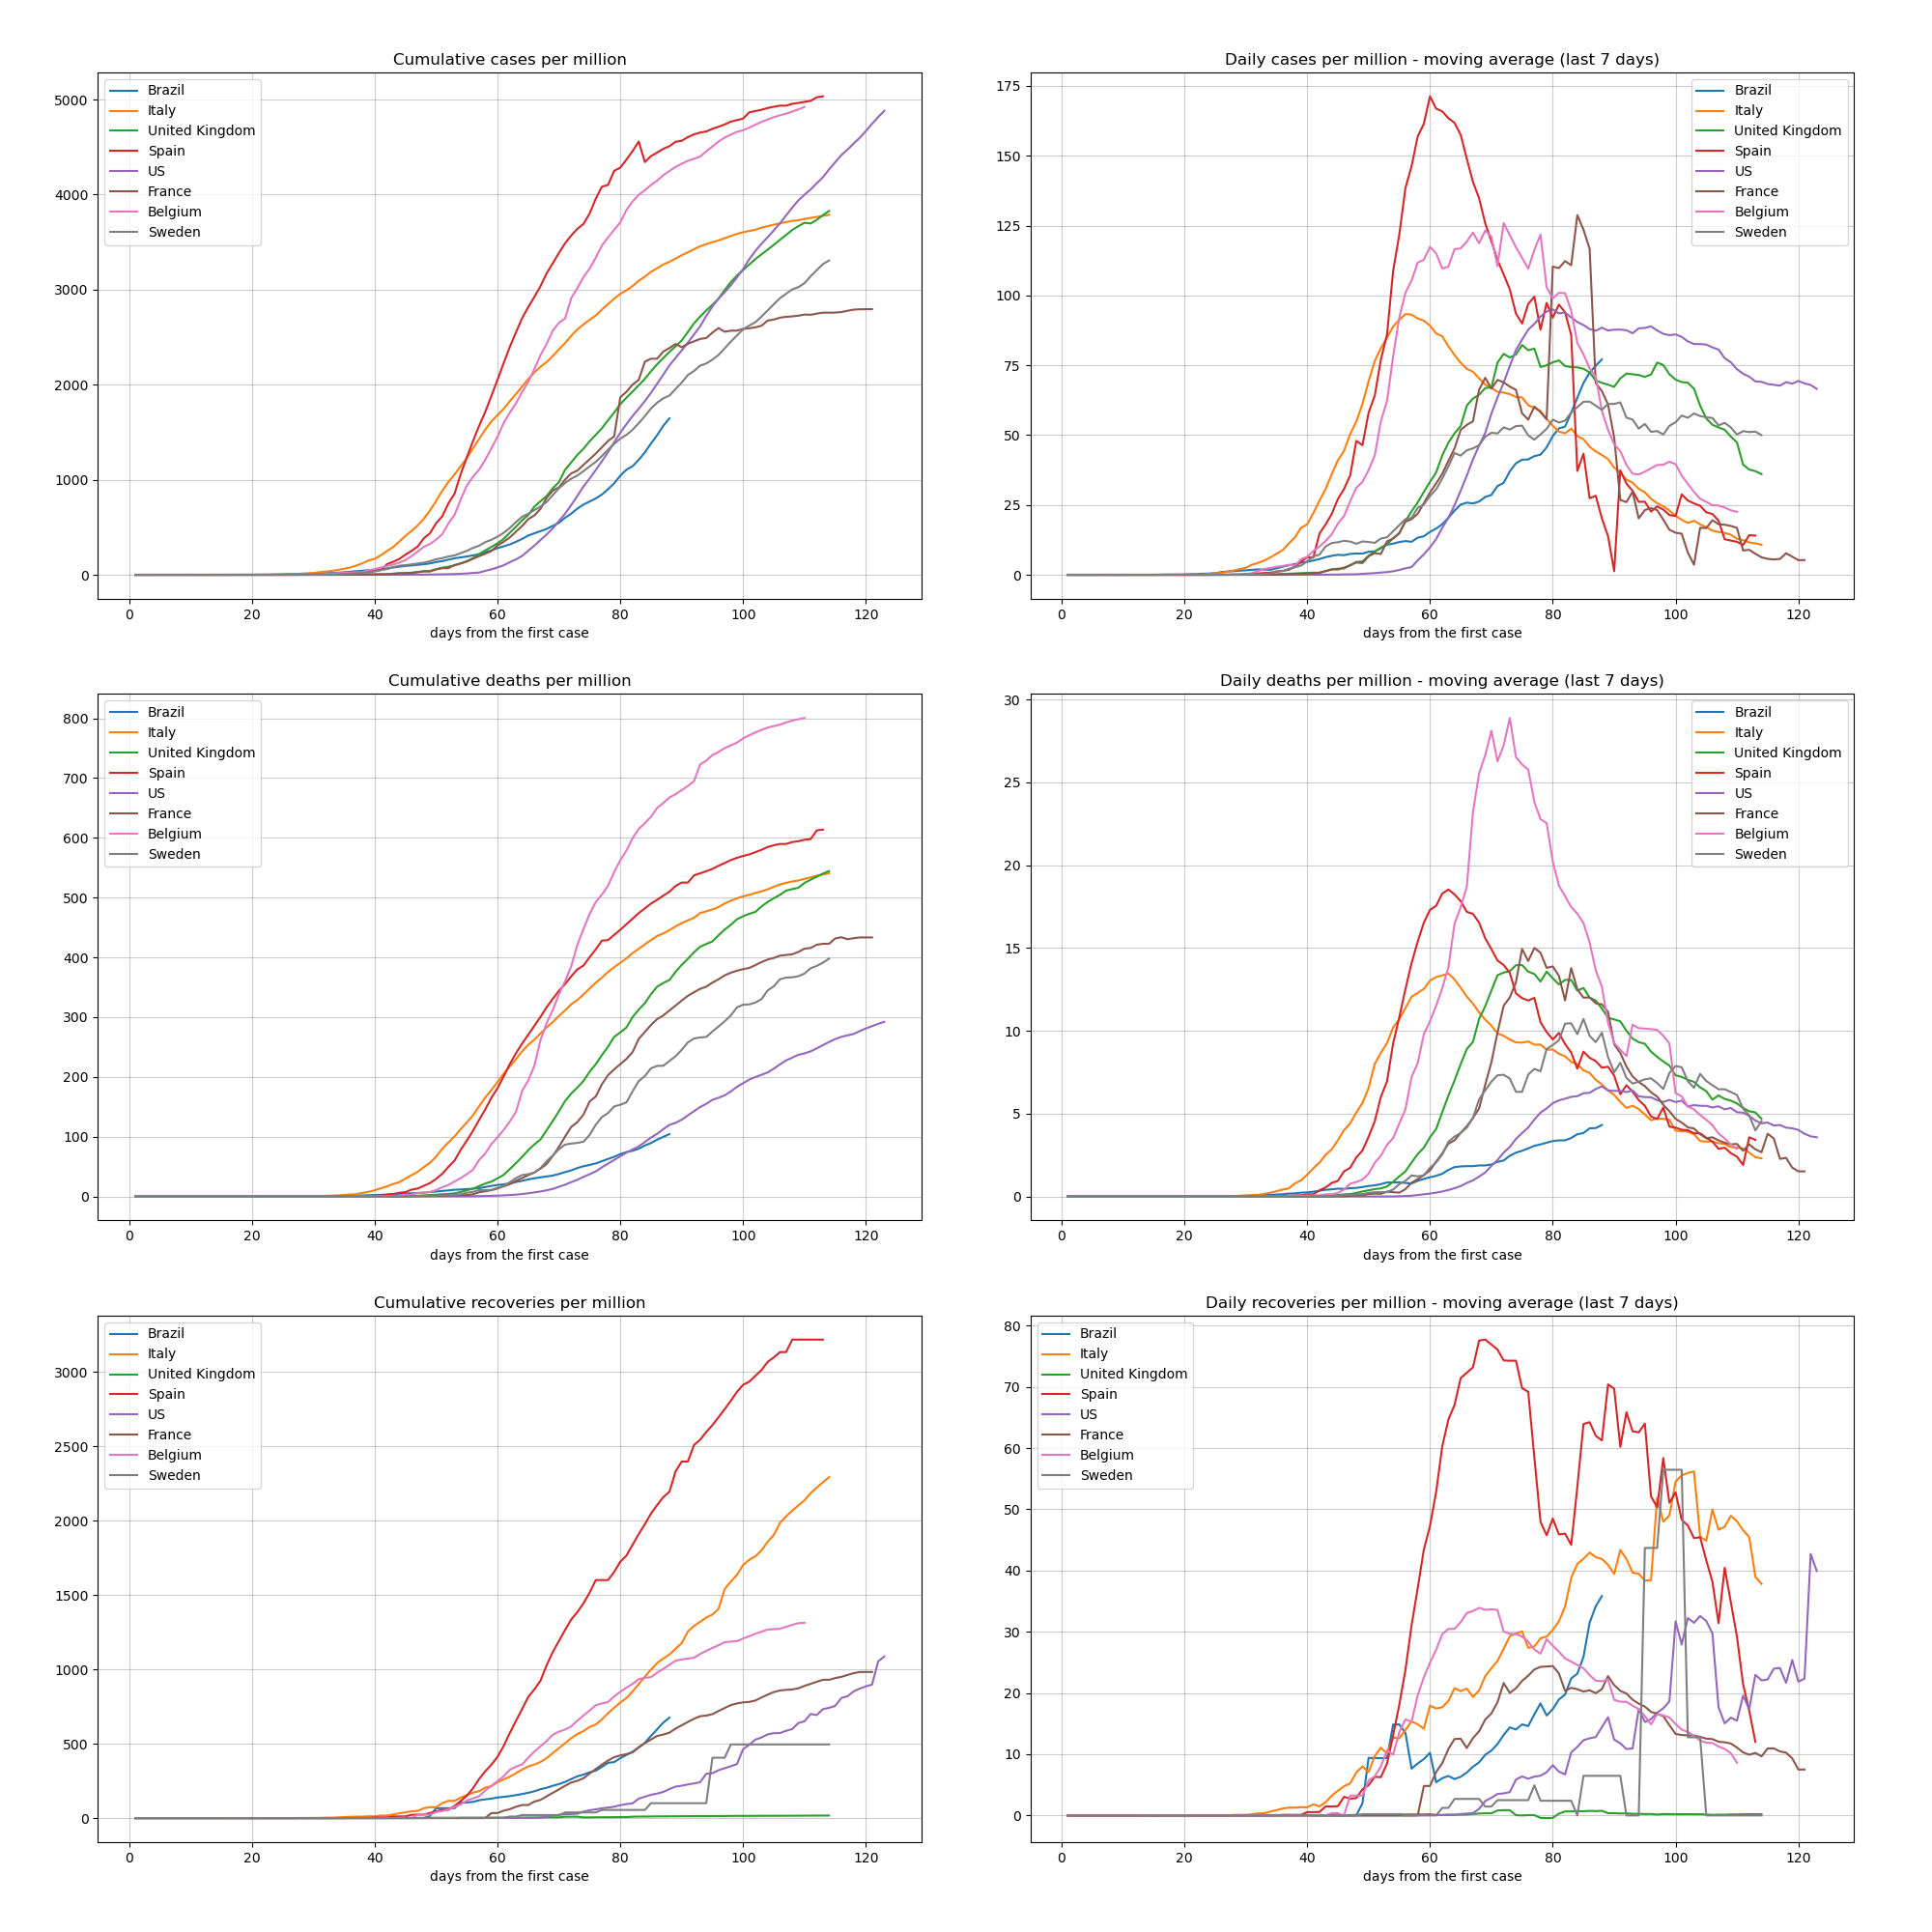 Cumulative cases per million
5000
4000
3000
2000
1000
0
Brazil
Italy
United Kingdom
Spain
US
France
Belgium
Sweden
0 20 40 60 80 100 120
days from the first case
Daily cases per million - moving average (last 7 days)
175
150
125
100
75
50
25
0
Brazil
Italy
United Kingdom
Spain
US
France
Belgium
Sweden
0 20 40 60 80 100 120
days from the first case
Cumulative deaths per million
800
700
600
500
400
300
200
100
0
Brazil
Italy
United Kingdom
Spain
US
France
Belgium
Sweden
0 20 40 60 80 100 120
days from the first case
Daily deaths per million - moving average (last 7 days)
30
25
20
15
10
5
0
Brazil
Italy
United Kingdom
Spain
US
France
Belgium
Sweden
0 20 40 60 80 100 120
days from the first case
Cumulative recoveries per million
3000
2500
2000
1500
1000
500
0
Brazil
Italy
United Kingdom
Spain
US
France
Belgium
Sweden
0 20 40 60 80 100 120
days from the first case
Daily recoveries per million - moving average (last 7 days)
80
70
60
50
40
30
20
10
0
Brazil
Italy
United Kingdom
Spain
US
France
Belgium
Sweden
0 20 40 60 80 100 120
days from the first case